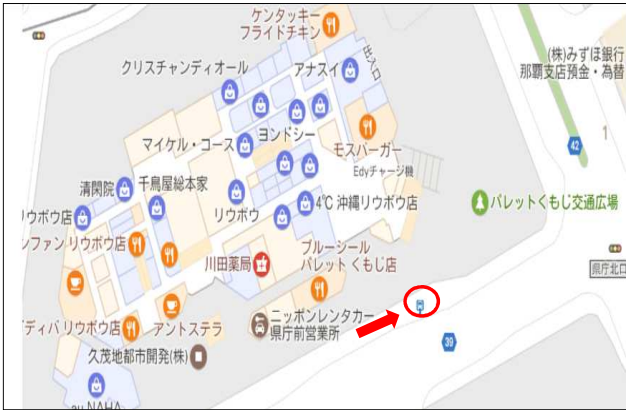 ケンタッキー
フライドチキン
クリスチャンディオール
アナスイ
出入口
(株)みずほ銀行
那覇支店預金・為替
マイケル・コース
ヨンドシー
モスバーガー
Edyチャージ機
42
1
清閑院
千鳥屋総本家
リウボウ店
リウボウ
4℃ 沖縄リウボウ店
パレットくもじ交通広場
ンファン リウボウ店
川田薬局
ブルーシール
パレット くもじ店
県庁北口
ディバ リウボウ店
アントステラ
ニッポンレンタカー
県庁前営業所
39
久茂地都市開発(株)
au NAHA